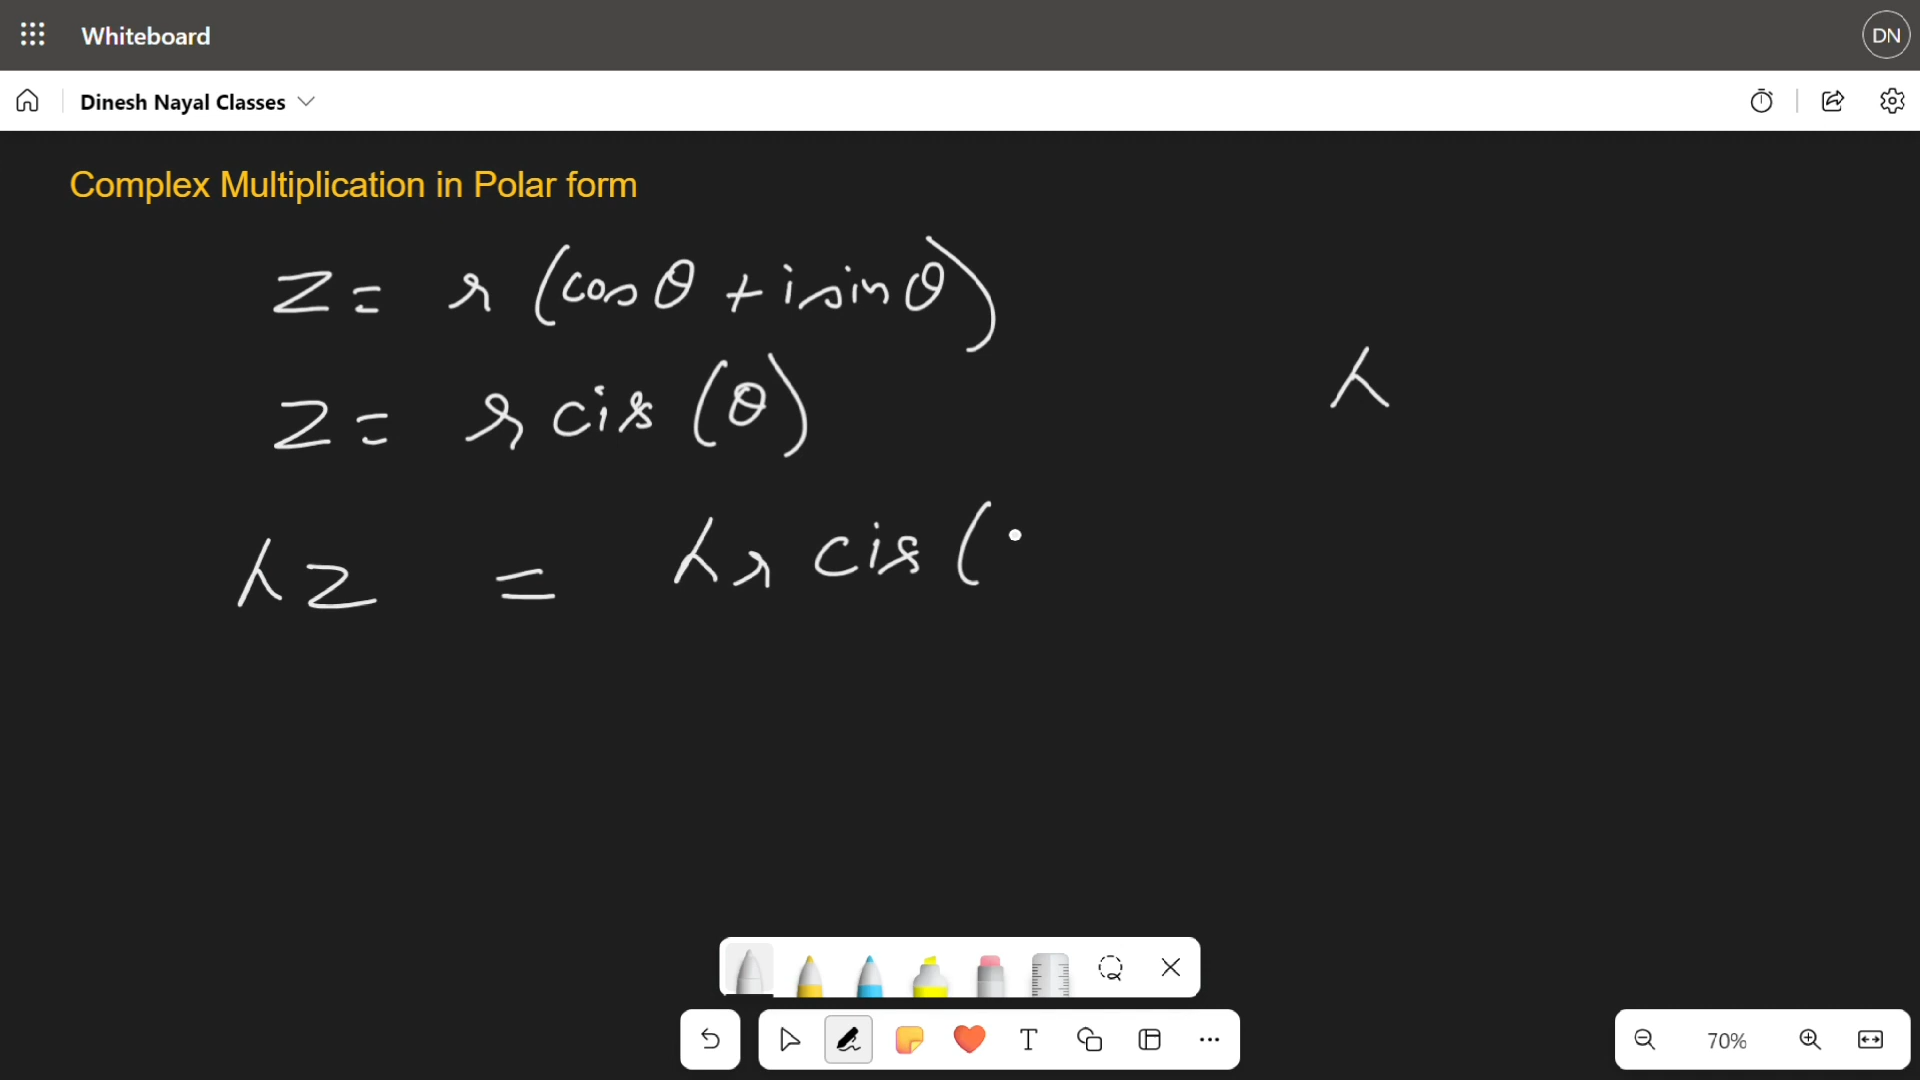 Whiteboard
DN
Dinesh Nayal Classes
Complex Multiplication in Polar form
z = r (cos θ + i sin θ)
z = r cis (θ)
λ
λz = λr cis (
70%